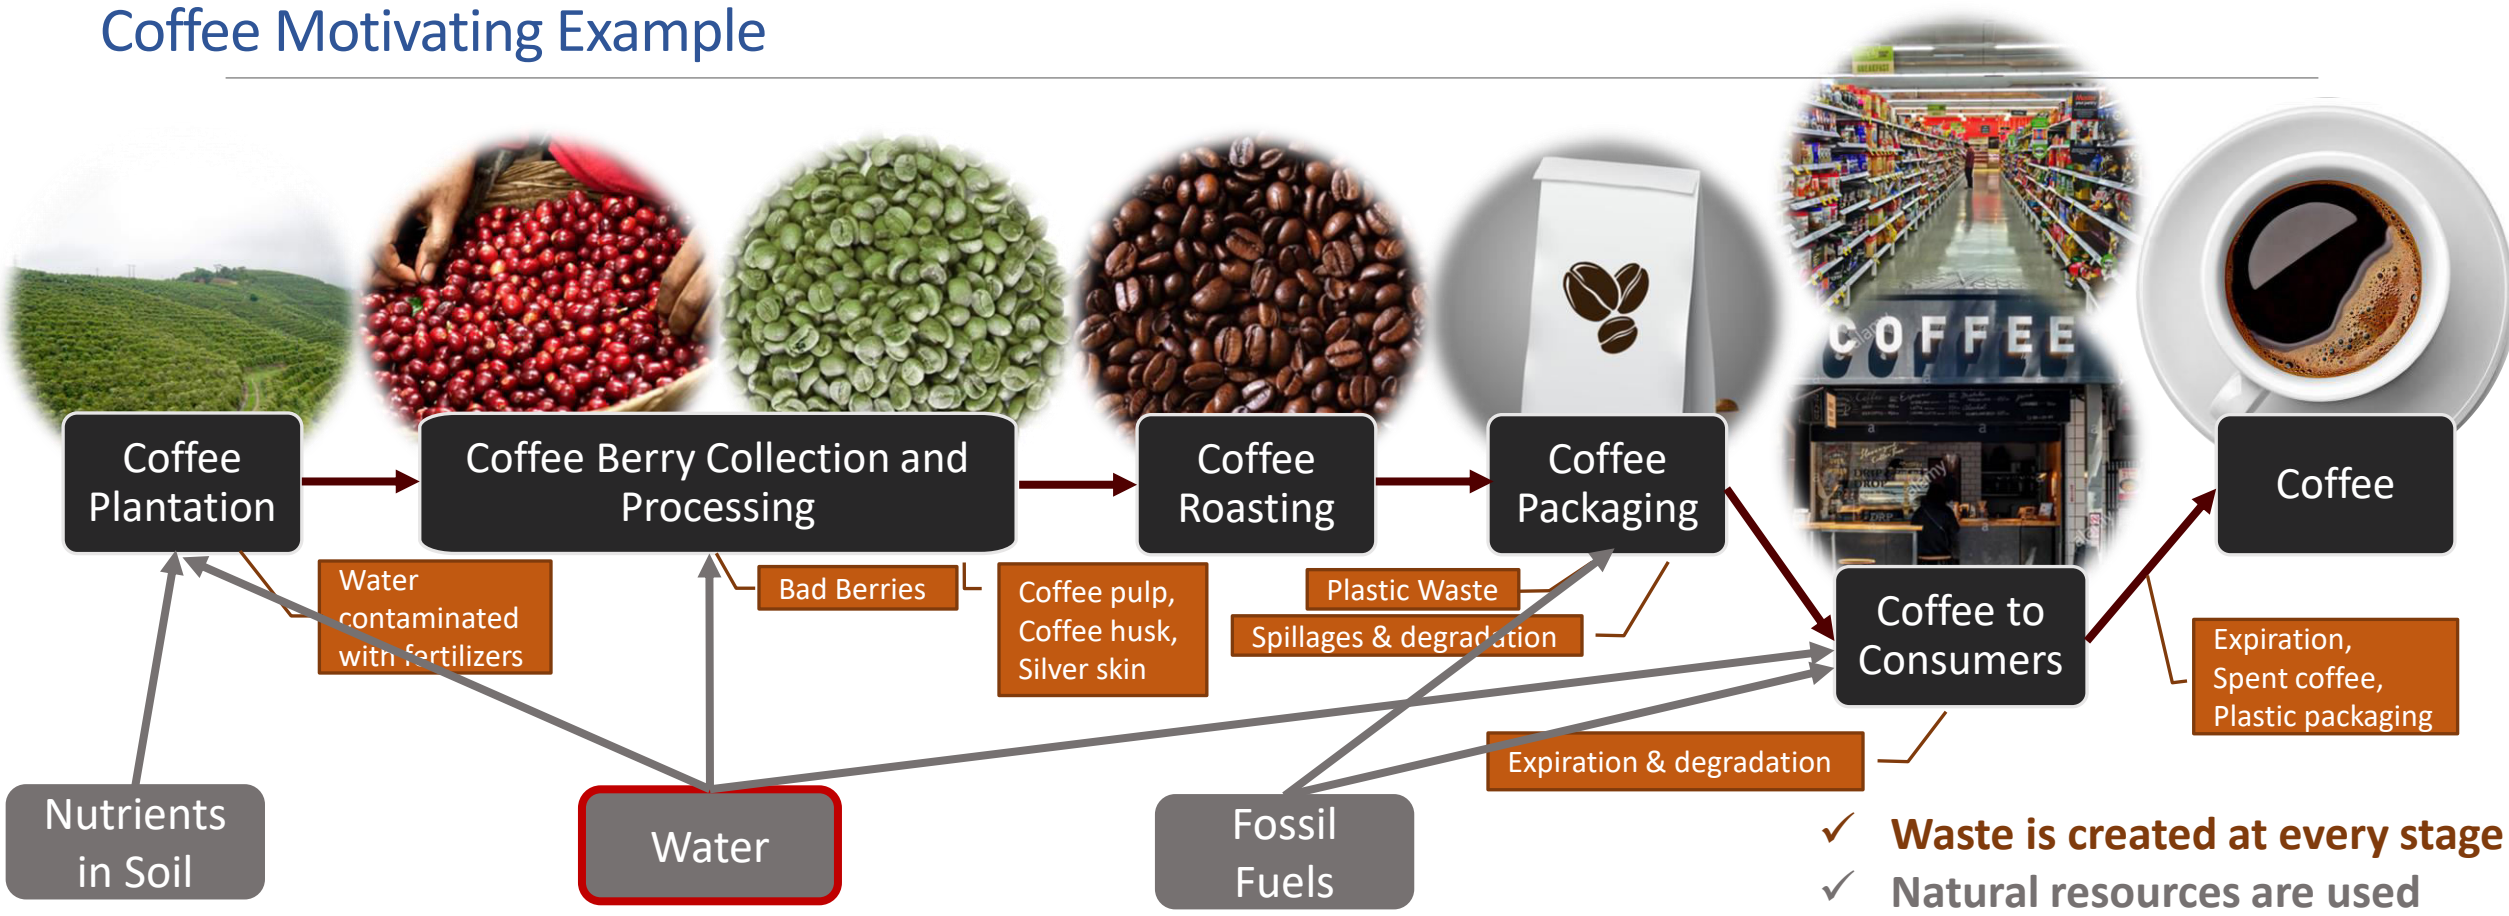 Coffee Motivating Example
BREAKFAST
COFFEE
Coffee
Plantation
Coffee Berry Collection and
Processing
Coffee
Roasting
Coffee
Packaging
Coffee to
Consumers
Coffee
Water
contaminated
with fertilizers
Bad Berries
Coffee pulp,
Coffee husk,
Silver skin
Plastic Waste
Spillages & degradation
Expiration & degradation
Expiration,
Spent coffee,
Plastic packaging
Nutrients
in Soil
Water
Fossil
Fuels
✓ Waste is created at every stage
✓ Natural resources are used